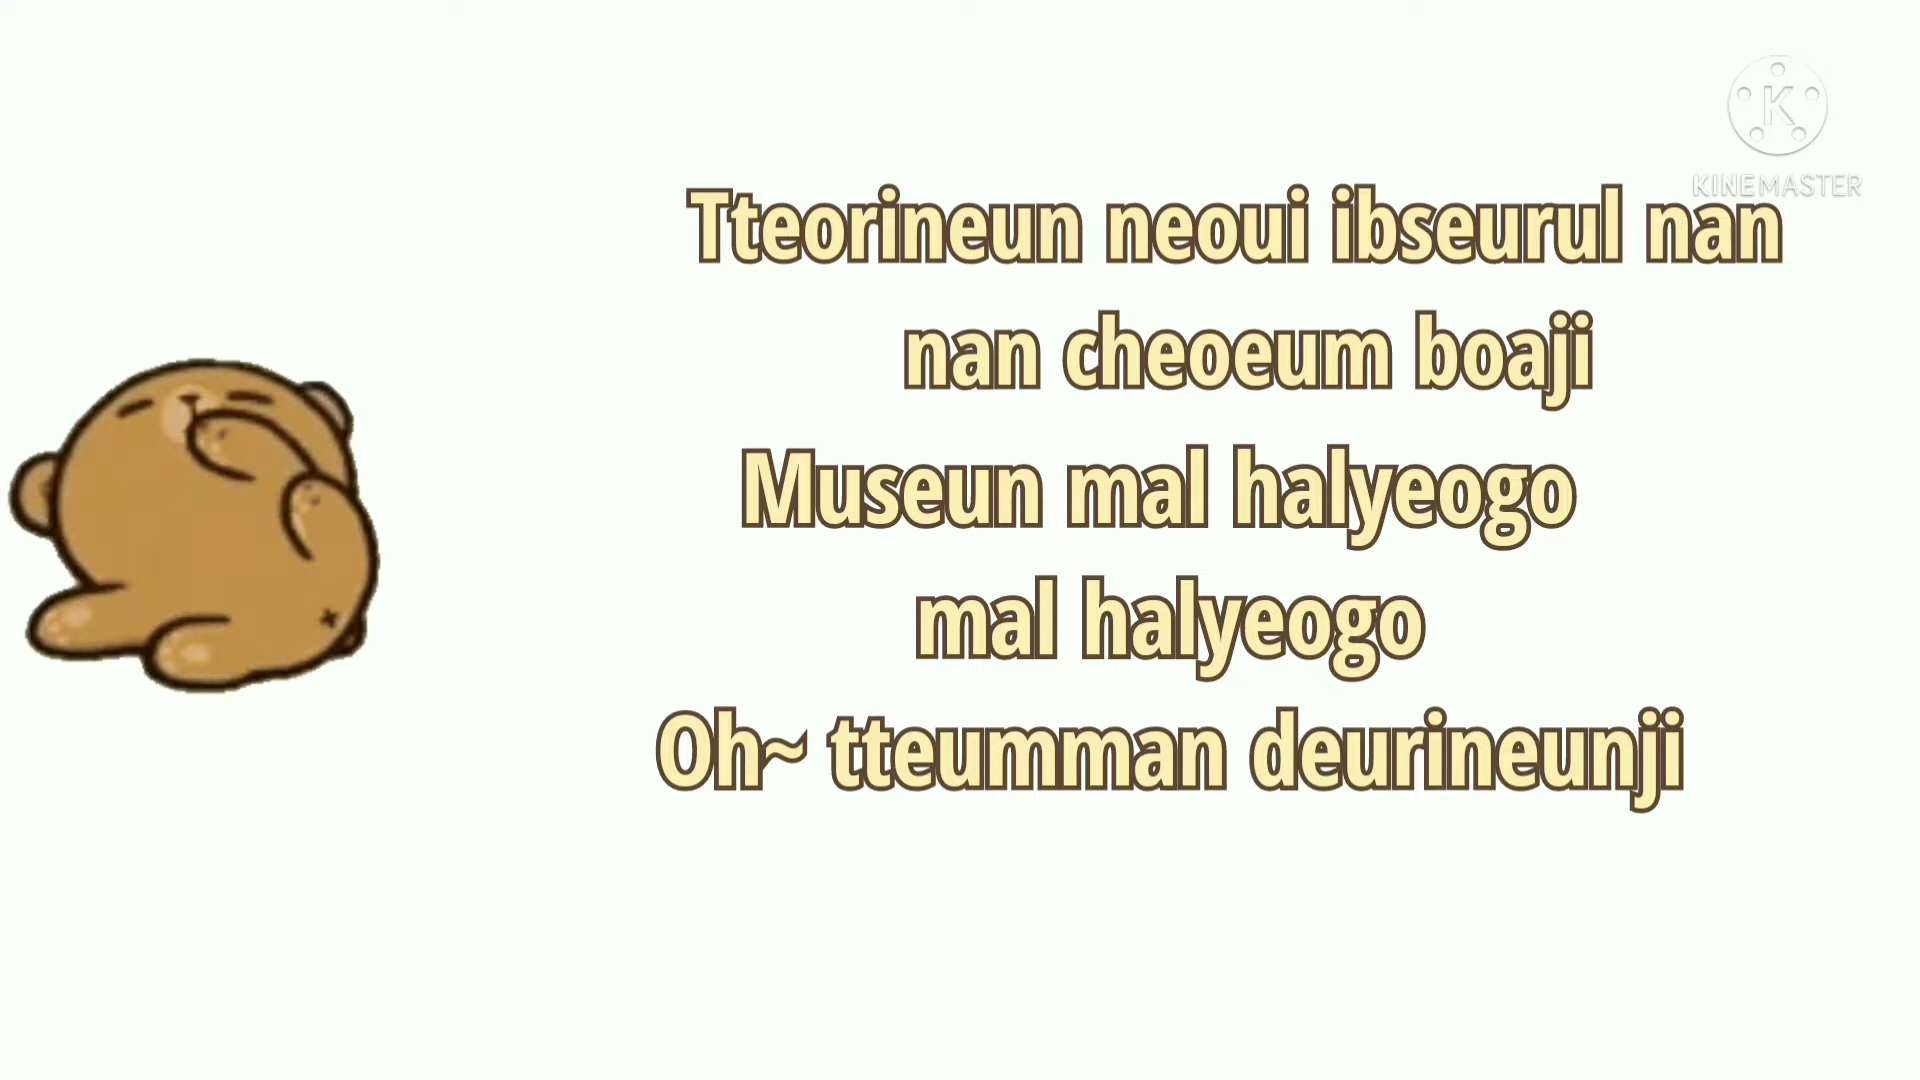 K
KINEMASTER
Tteorineun neoui ibseurul nan
nan cheoeum boaji
Museun mal halyeogo
mal halyeogo
Oh~ tteumman deurineunji